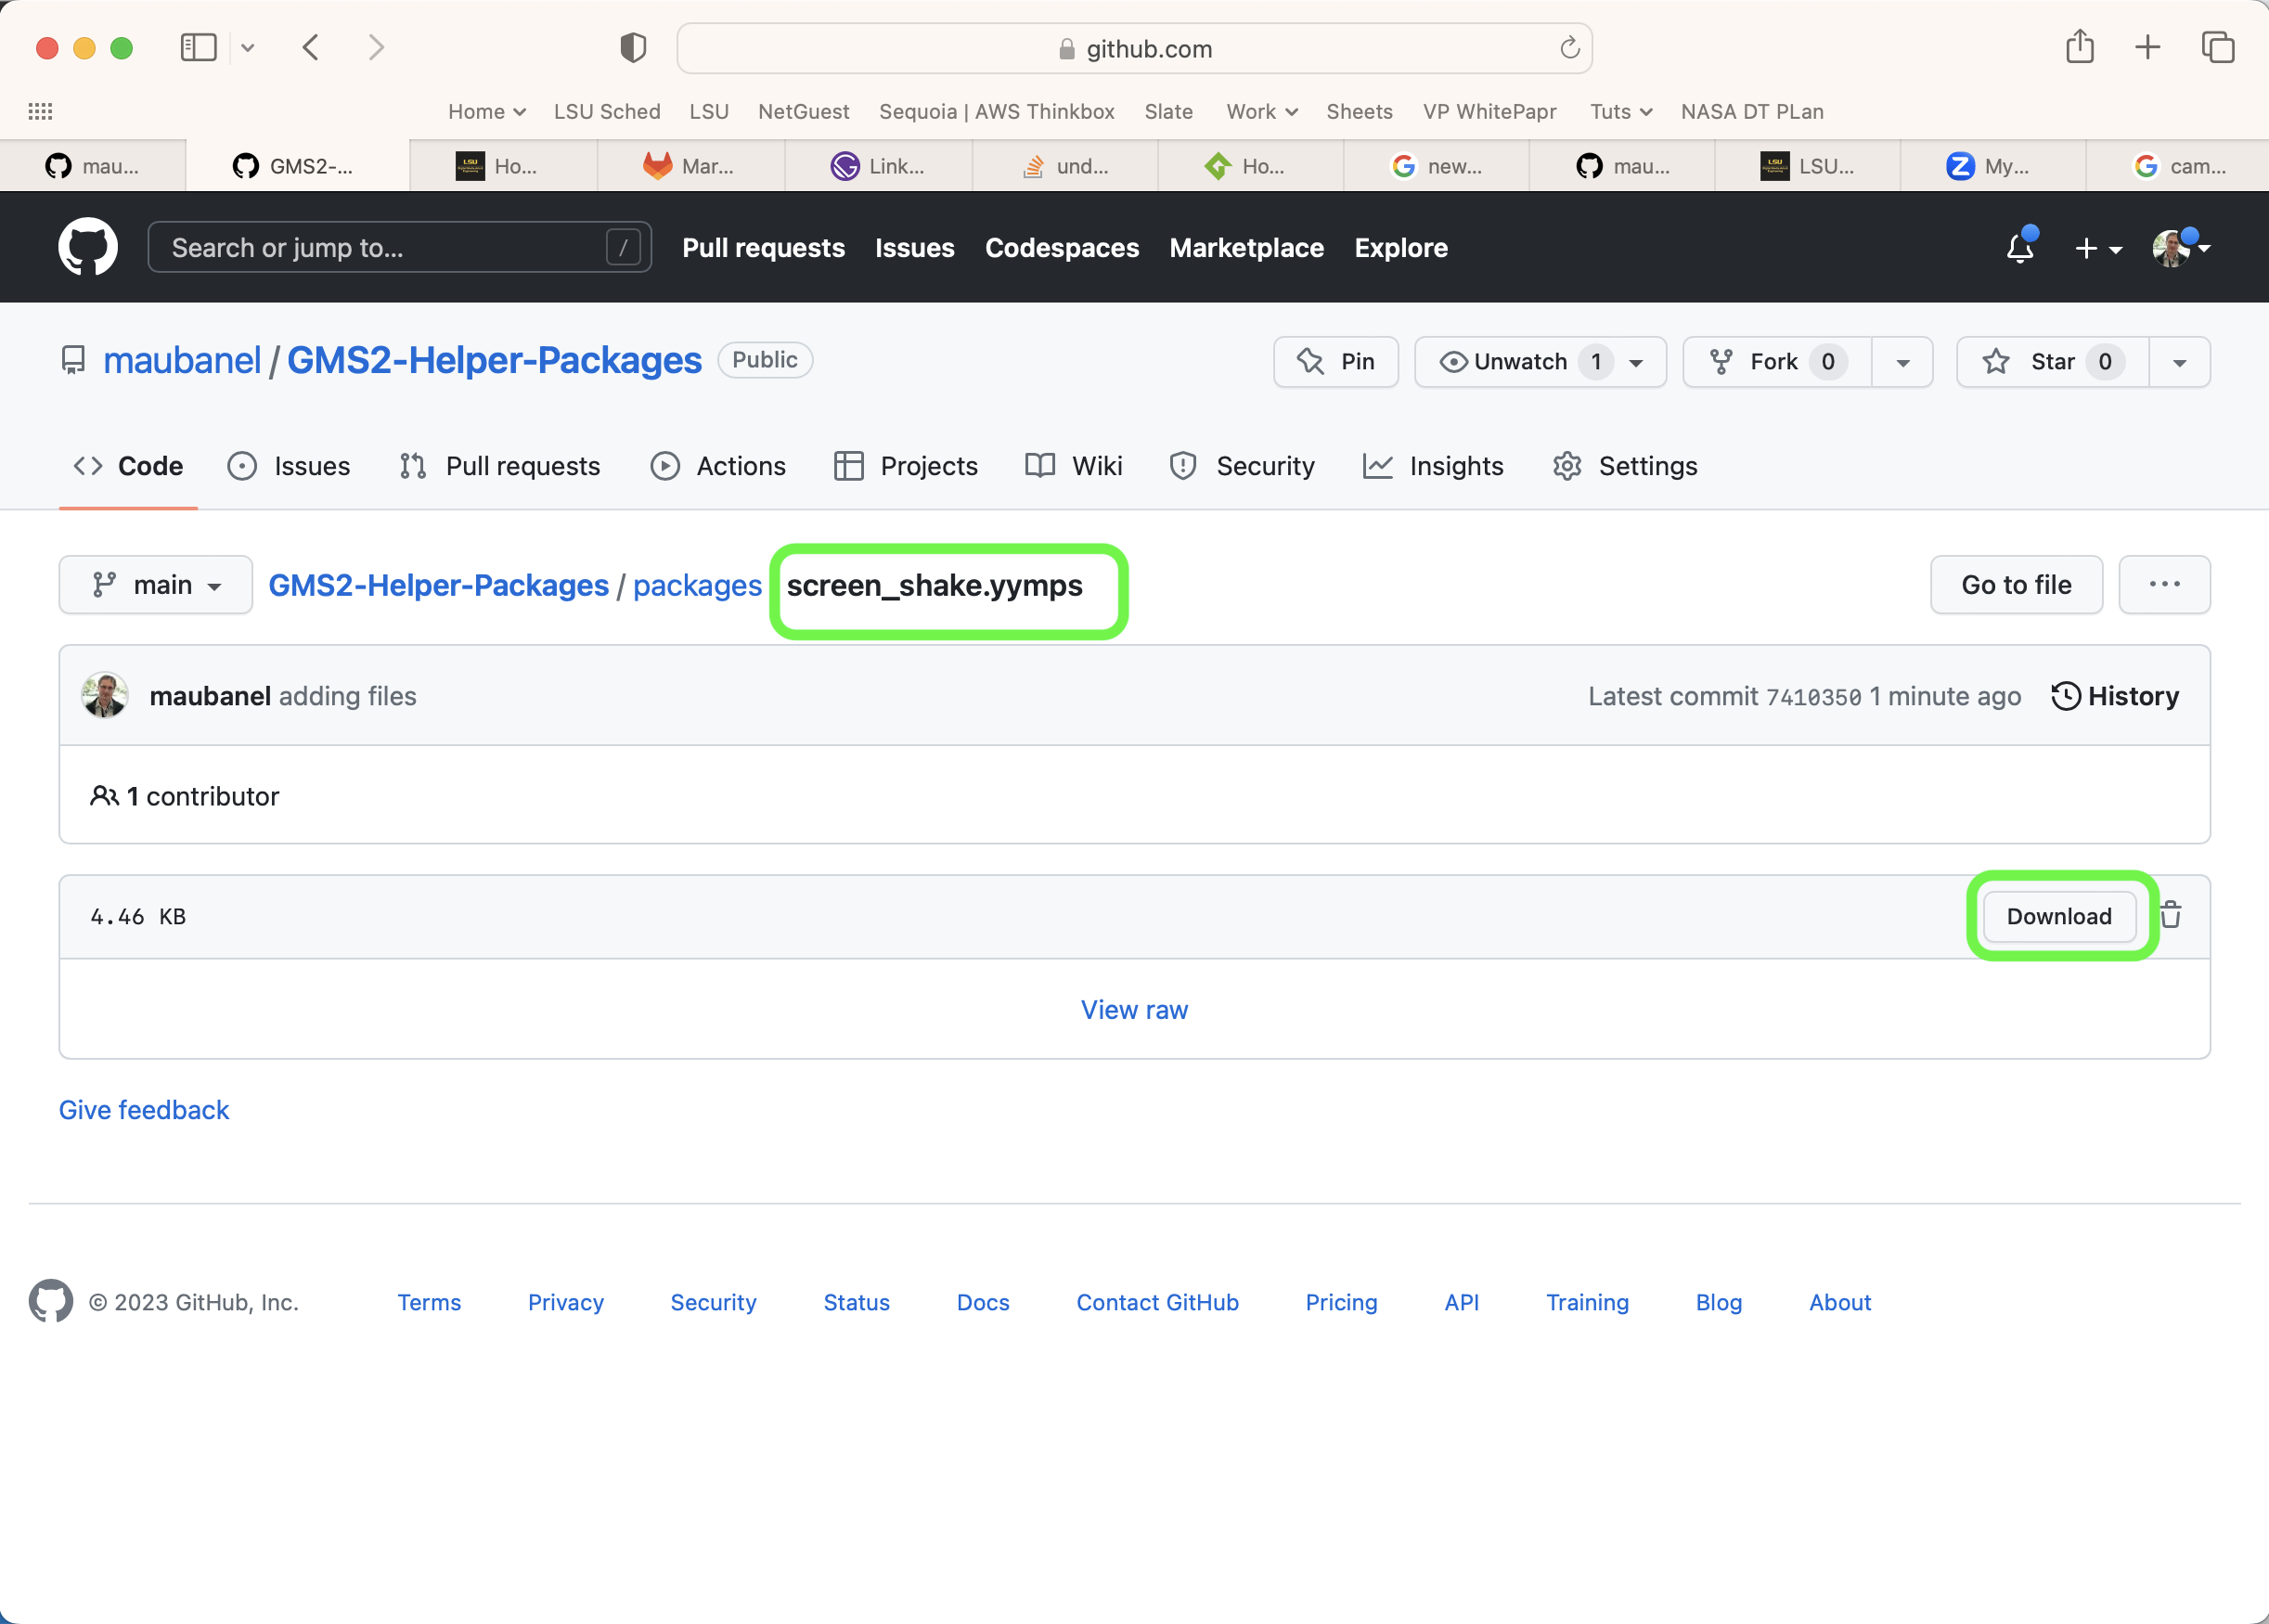 github.com
Home LSU Sched LSU NetGuest Sequoia | AWS Thinkbox Slate Work Sheets VP WhitePapr Tuts NASA DT PLan
mau... GMS2-... Ho... Mar... Link... und... Ho... new... mau... LSU... My... cam...
Search or jump to... / Pull requests Issues Codespaces Marketplace Explore
maubanel / GMS2-Helper-Packages Public Pin Unwatch 1 Fork 0 Star 0
Code Issues Pull requests Actions Projects Wiki Security Insights Settings
main GMS2-Helper-Packages / packages screen_shake.yymps Go to file ...
maubanel adding files Latest commit 7410350 1 minute ago History
1 contributor
4.46 KB Download
View raw
Give feedback
© 2023 GitHub, Inc. Terms Privacy Security Status Docs Contact GitHub Pricing API Training Blog About